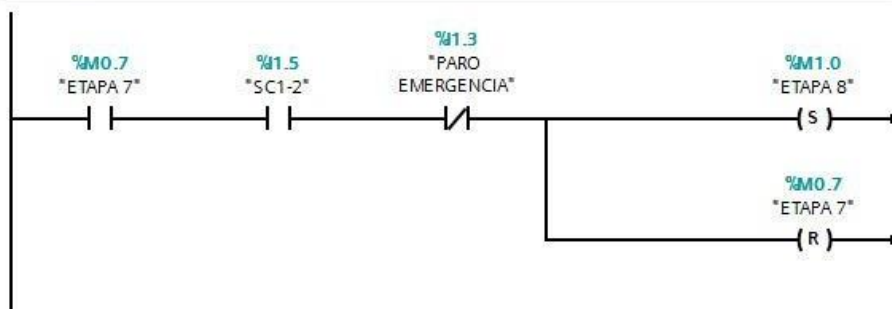 %I1.3
%M0.7 %I1.5 "PARO %M1.0
"ETAPA 7" "SC1-2" EMERGENCIA" "ETAPA 8"
S
%M0.7
"ETAPA 7"
R